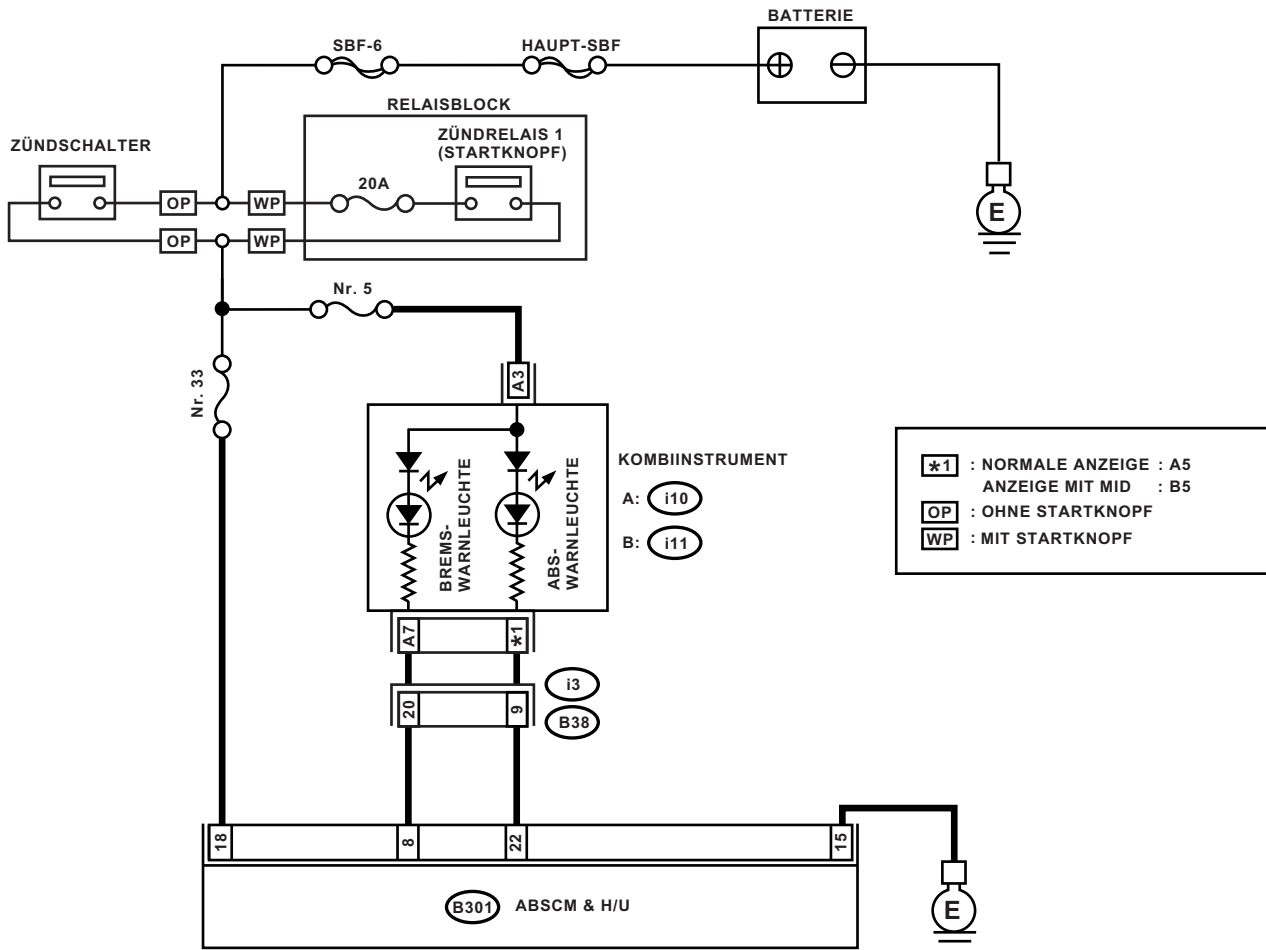 BATTERIE
SBF-6
HAUPT-SBF
RELAISBLOCK
ZÜNDSCHALTER
ZÜNDRELAIS 1
(STARTKNOPF)
20A
OP
WP
OP
WP
E
Nr. 5
Nr. 33
A3
BREMS-
WARNLEUCHTE
ABS-
WARNLEUCHTE
KOMBIINSTRUMENT
A: i10
B: i11
*1 : NORMALE ANZEIGE : A5
ANZEIGE MIT MID : B5
OP : OHNE STARTKNOPF
WP : MIT STARTKNOPF
A7
*1
i3
20
9
B38
18
8
22
15
B301 ABSCM & H/U
E